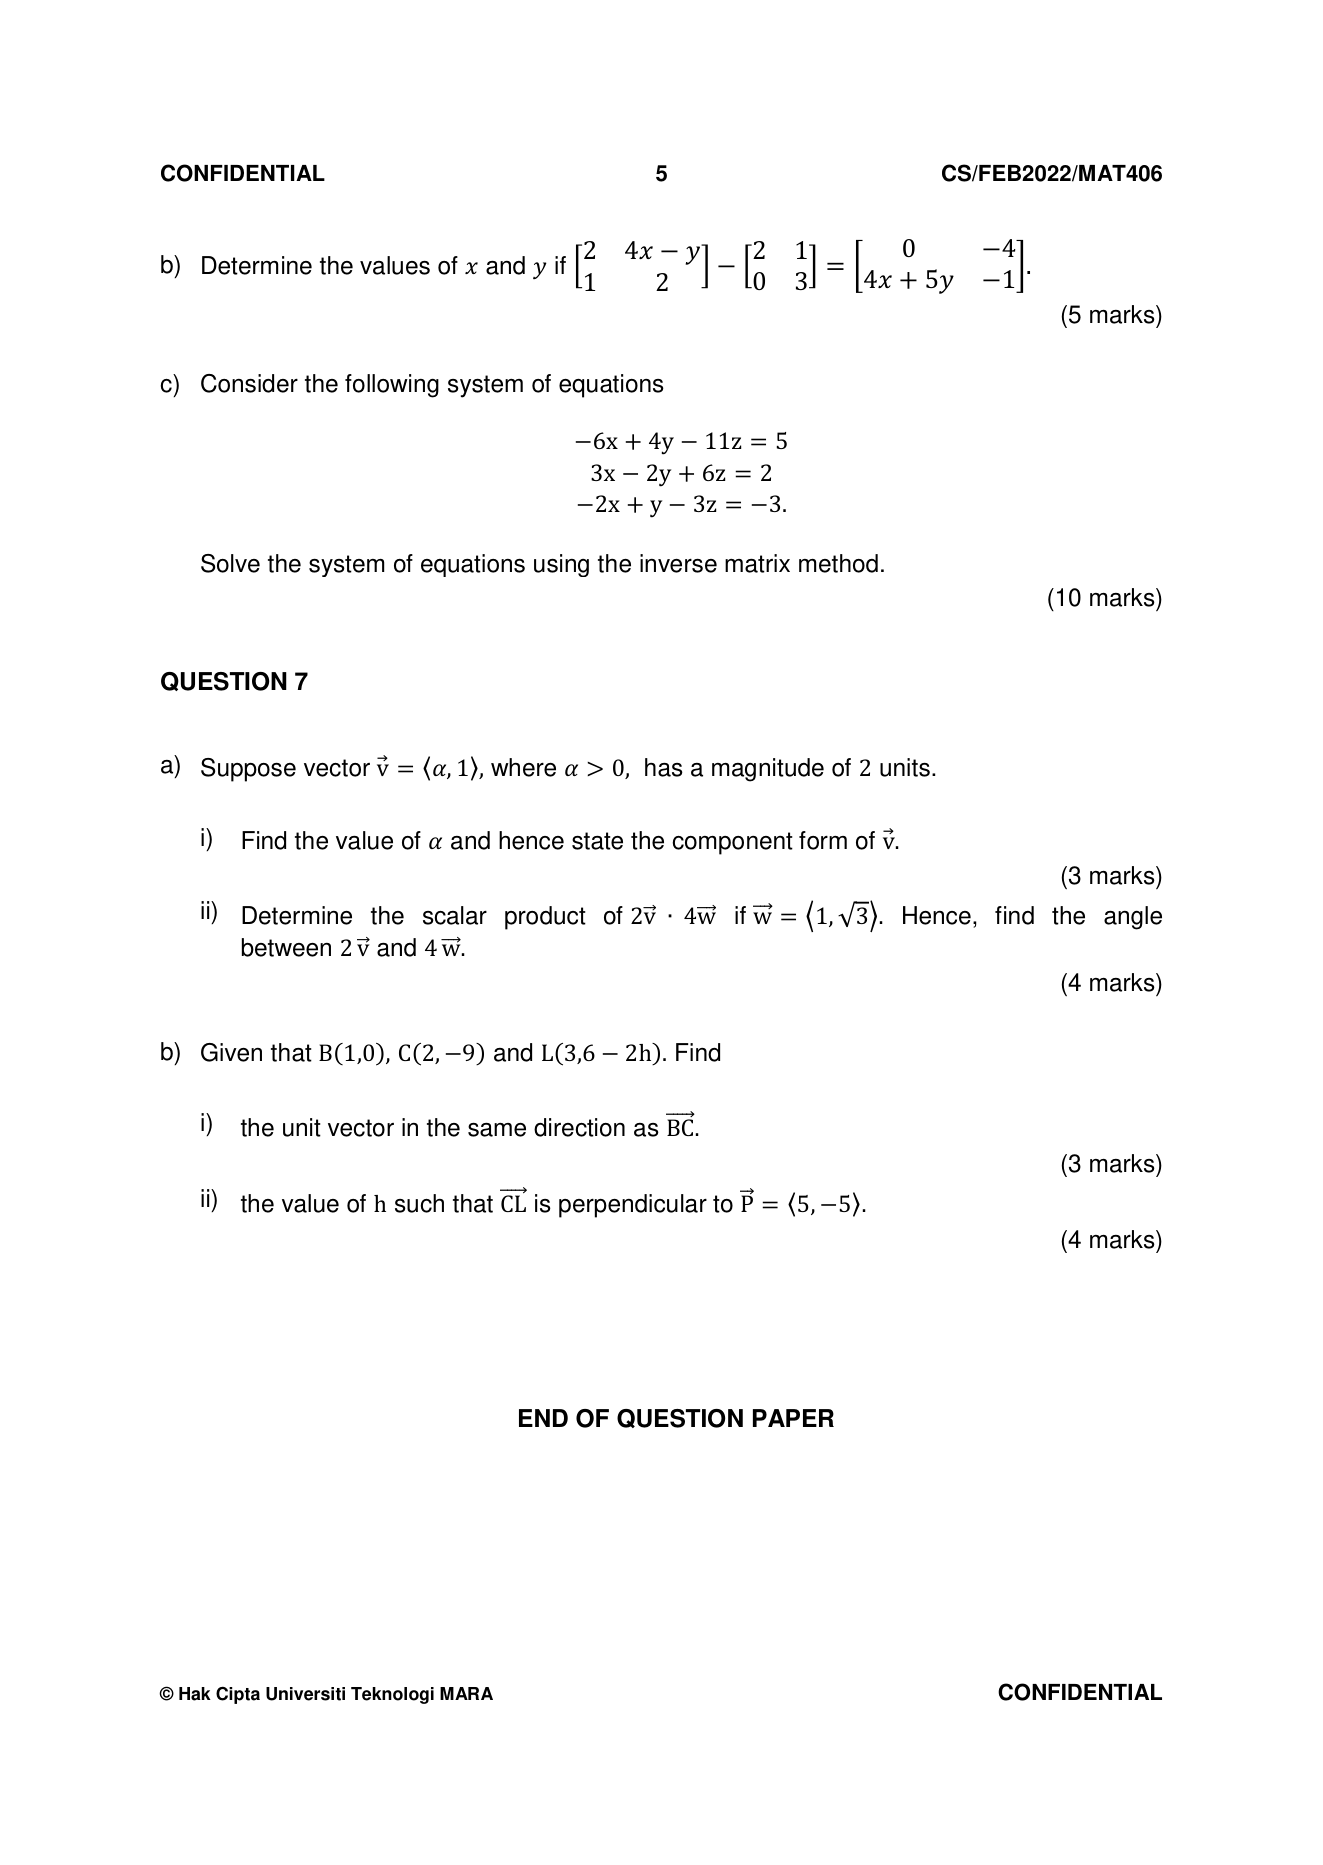 CONFIDENTIAL 5 CS/FEB2022/MAT406
b) Determine the values of x and y if [2 4x − y; 1 2] − [2 1; 0 3] = [0 −4; 4x + 5y −1].
(5 marks)
c) Consider the following system of equations
−6x + 4y − 11z = 5
3x − 2y + 6z = 2
−2x + y − 3z = −3.
Solve the system of equations using the inverse matrix method.
(10 marks)
QUESTION 7
a) Suppose vector v⃗ = ⟨α, 1⟩, where α > 0, has a magnitude of 2 units.
i) Find the value of α and hence state the component form of v⃗.
(3 marks)
ii) Determine the scalar product of 2v⃗ · 4w⃗ if w⃗ = ⟨1, √3⟩. Hence, find the angle
between 2 v⃗ and 4 w⃗.
(4 marks)
b) Given that B(1,0), C(2, −9) and L(3,6 − 2h). Find
i) the unit vector in the same direction as B͞C⃗.
(3 marks)
ii) the value of h such that C͞L⃗ is perpendicular to P⃗ = ⟨5, −5⟩.
(4 marks)
END OF QUESTION PAPER
© Hak Cipta Universiti Teknologi MARA CONFIDENTIAL